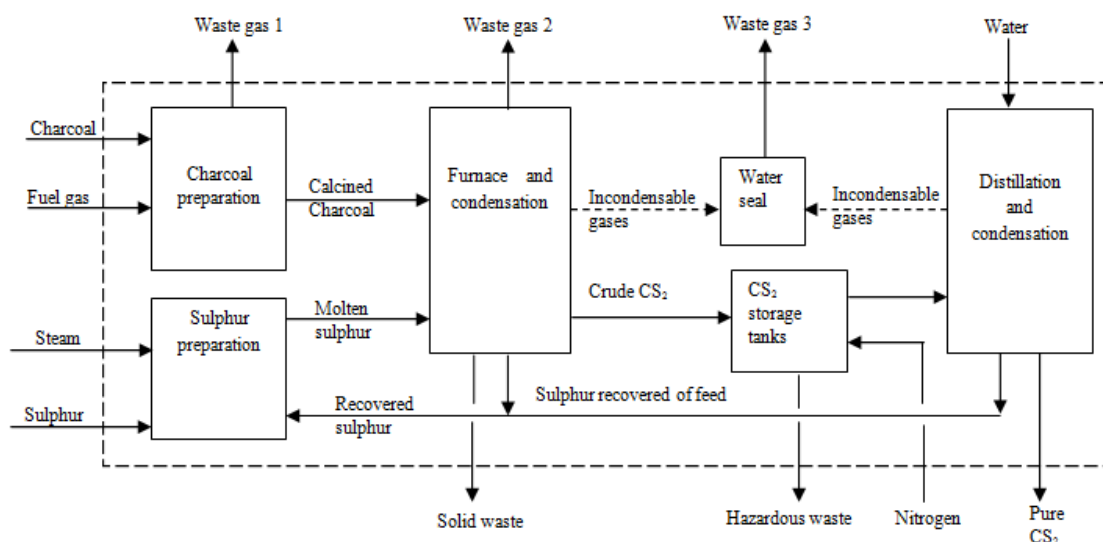 Waste gas 1
Waste gas 2
Waste gas 3
Water
Charcoal
Fuel gas
Charcoal
preparation
Calcined
Charcoal
Furnace and
condensation
Incondensable
gases
Water
seal
Incondensable
gases
Distillation
and
condensation
Steam
Sulphur
Sulphur
preparation
Molten
sulphur
Crude CS₂
CS₂
storage
tanks
Recovered
sulphur
Sulphur recovered of feed
Solid waste
Hazardous waste
Nitrogen
Pure
CS₂